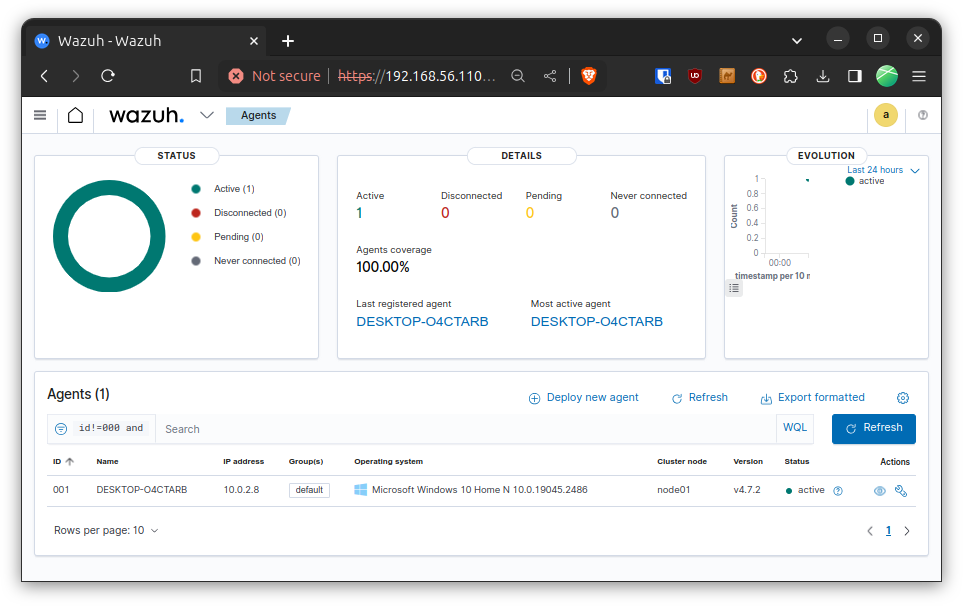 Wazuh - Wazuh
Not secure https://192.168.56.110...
wazuh. Agents a
STATUS
Active (1)
Disconnected (0)
Pending (0)
Never connected (0)
DETAILS
Active Disconnected Pending Never connected
1 0 0 0
Agents coverage
100.00%
Last registered agent Most active agent
DESKTOP-O4CTARB DESKTOP-O4CTARB
EVOLUTION
Last 24 hours
active
Count
1
0.8
0.6
0.4
0.2
0
00:00
timestamp per 10 m
Agents (1)
Deploy new agent Refresh Export formatted
id!=000 and Search WQL Refresh
ID Name IP address Group(s) Operating system Cluster node Version Status Actions
001 DESKTOP-O4CTARB 10.0.2.8 default Microsoft Windows 10 Home N 10.0.19045.2486 node01 v4.7.2 active
Rows per page: 10 1